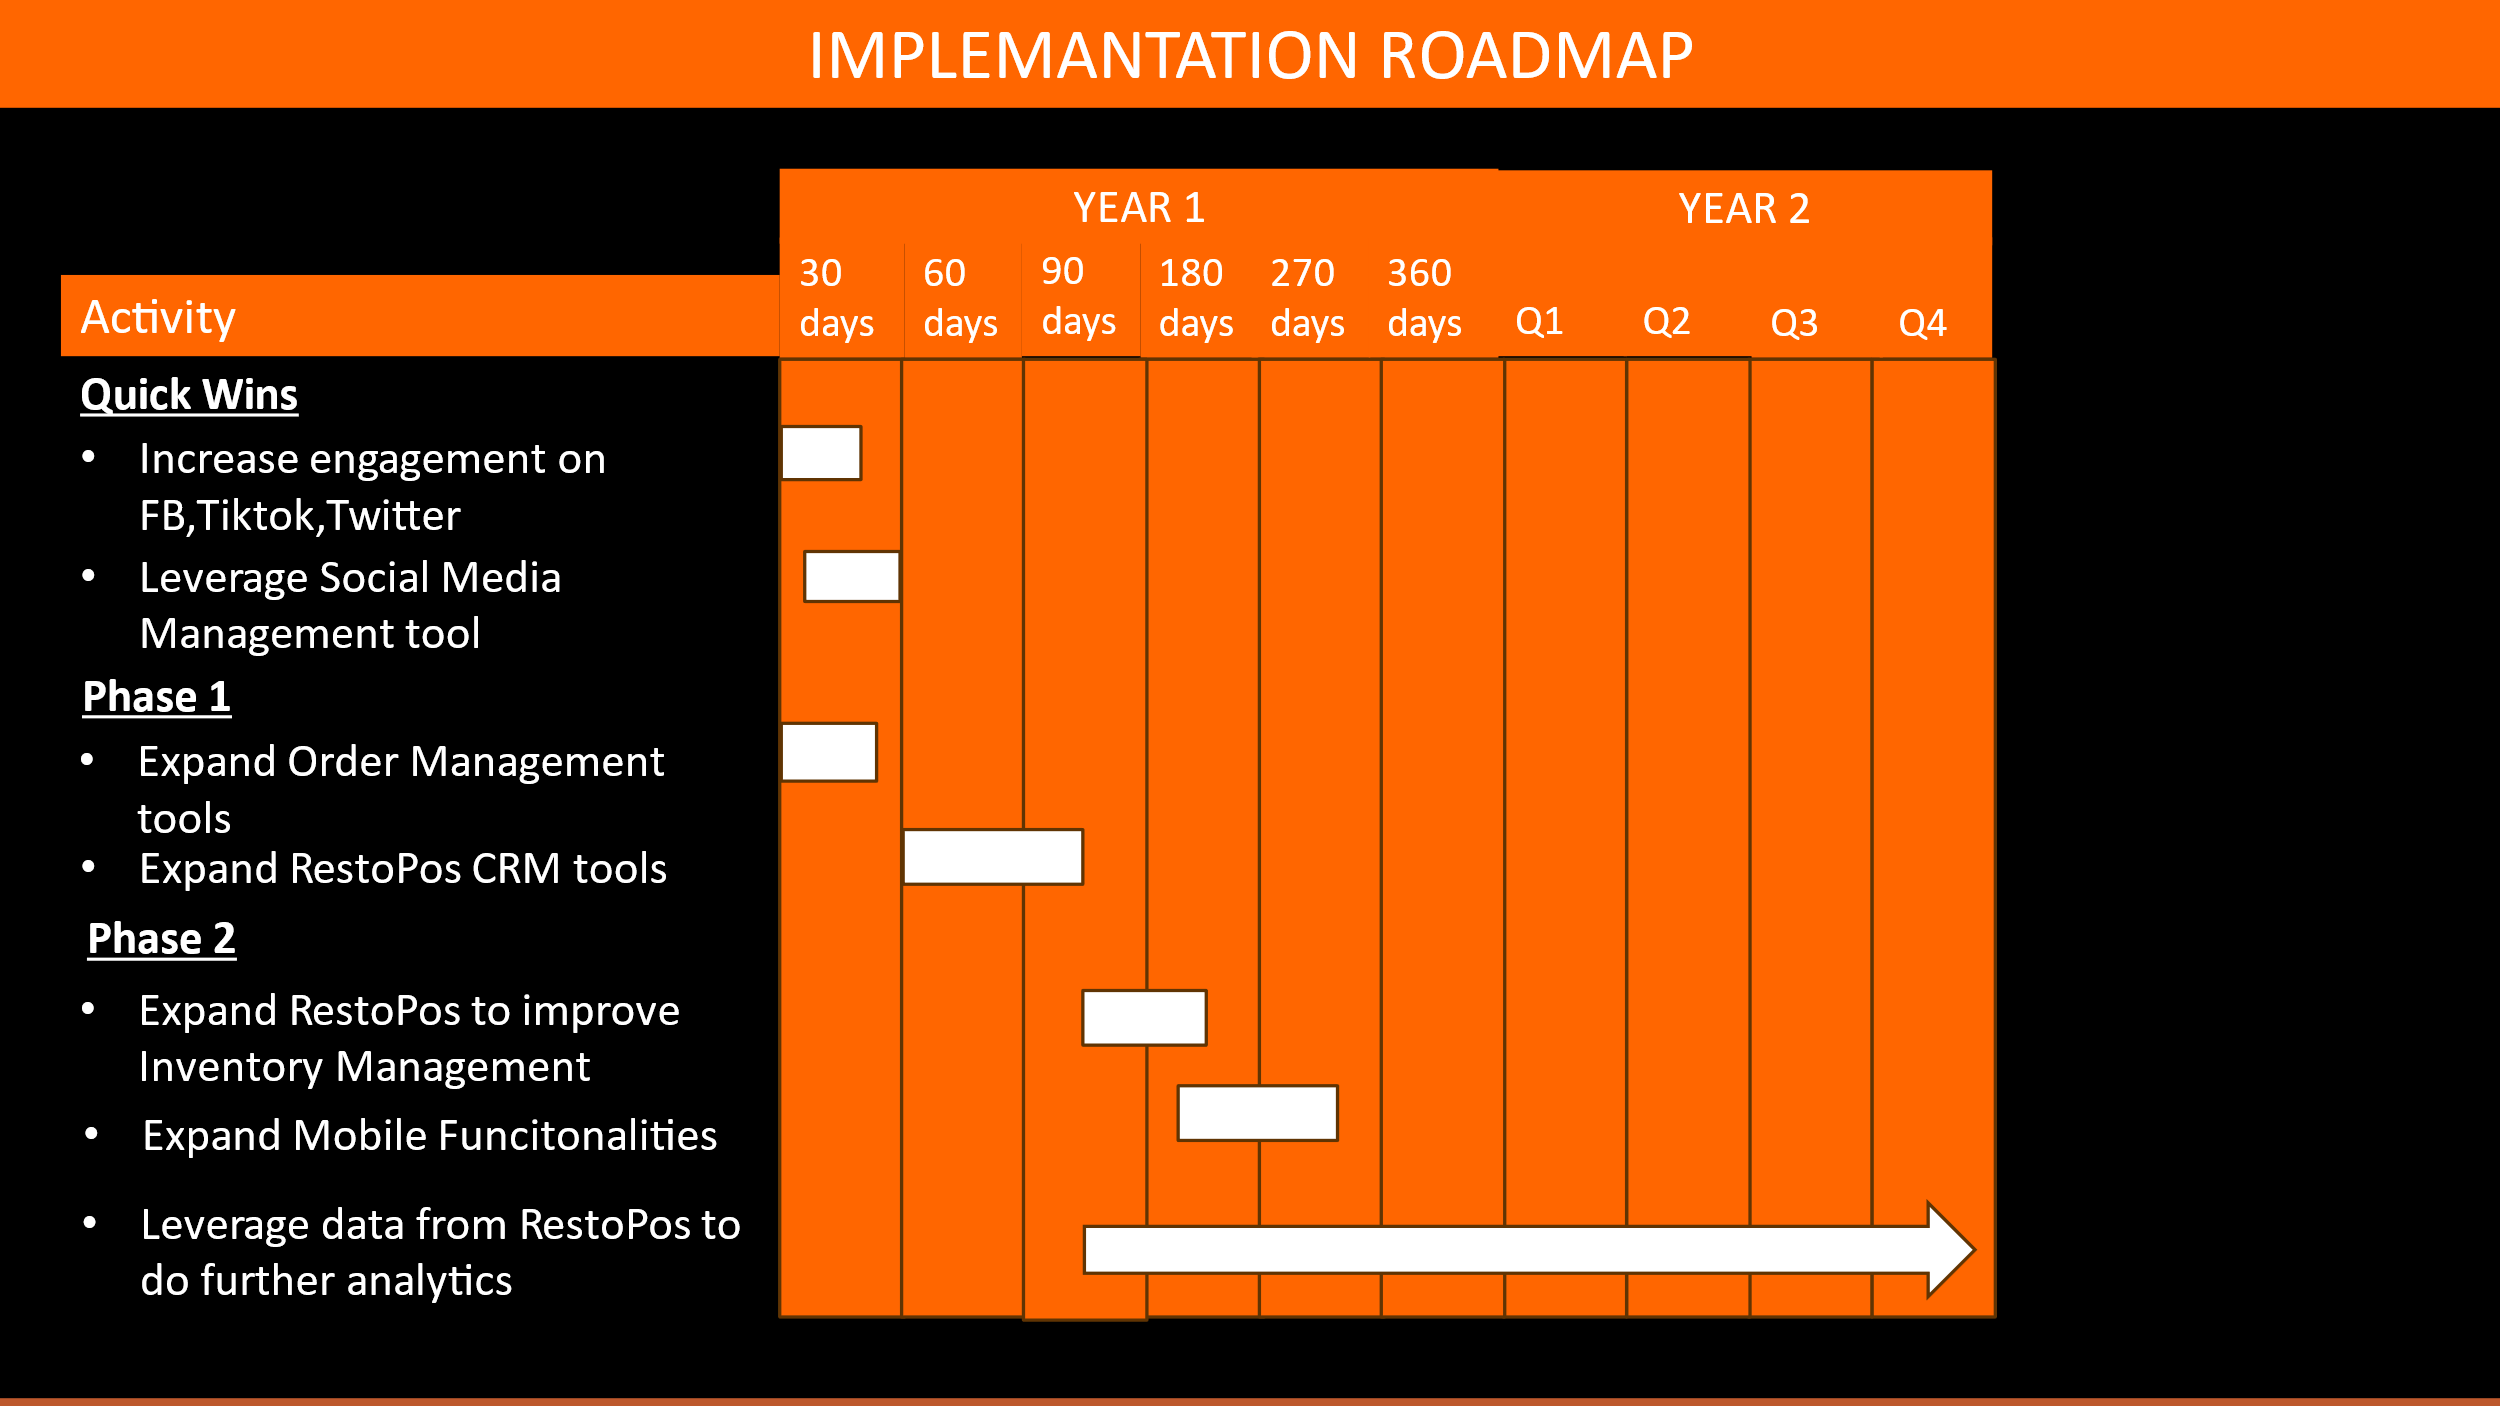 IMPLEMANTATION ROADMAP
YEAR 1
YEAR 2
Activity
30
days
60
days
90
days
180
days
270
days
360
days
Q1
Q2
Q3
Q4
Quick Wins
• Increase engagement on
FB,Tiktok,Twitter
• Leverage Social Media
Management tool
Phase 1
• Expand Order Management
tools
• Expand RestoPos CRM tools
Phase 2
• Expand RestoPos to improve
Inventory Management
• Expand Mobile Funcitonalities
• Leverage data from RestoPos to
do further analytics